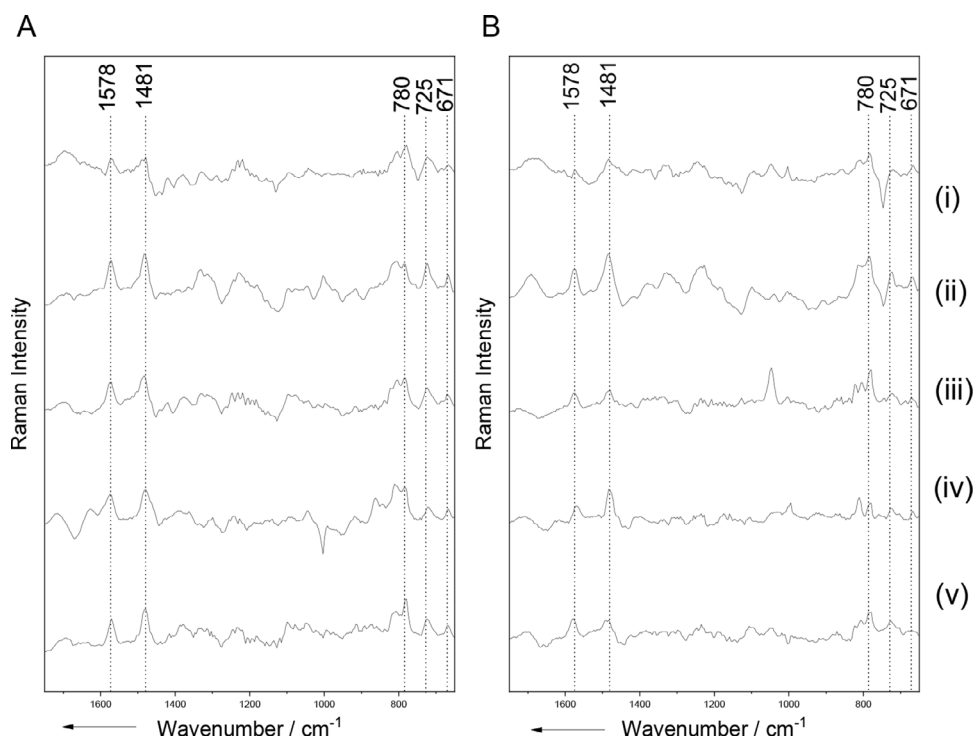 A
B
1578
1481
780
725
671
1578
1481
780
725
671
(i)
(ii)
(iii)
(iv)
(v)
Raman Intensity
Raman Intensity
1600
1400
1200
1000
800
1600
1400
1200
1000
800
Wavenumber / cm⁻¹
Wavenumber / cm⁻¹